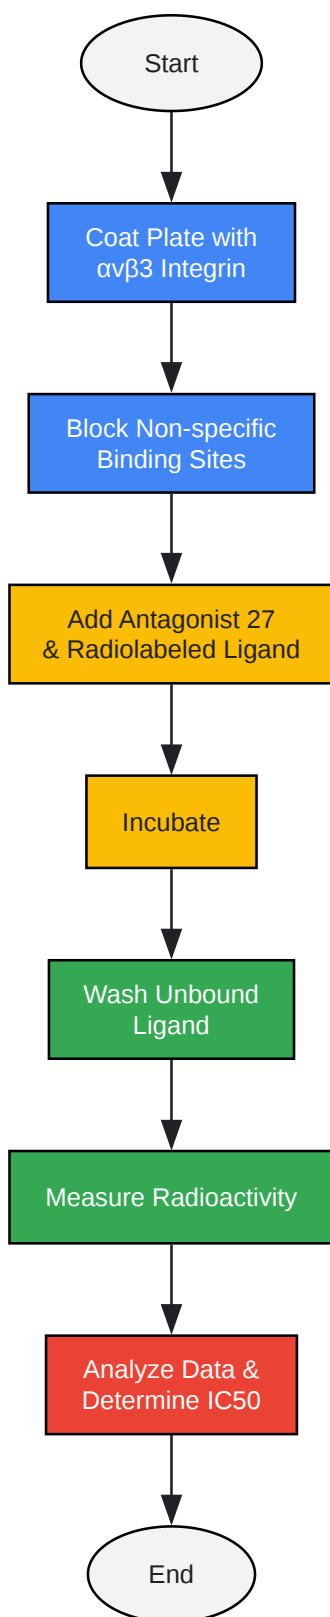 Start
Coat Plate with
αvβ3 Integrin
Block Non-specific
Binding Sites
Add Antagonist 27
& Radiolabeled Ligand
Incubate
Wash Unbound
Ligand
Measure Radioactivity
Analyze Data &
Determine IC50
End